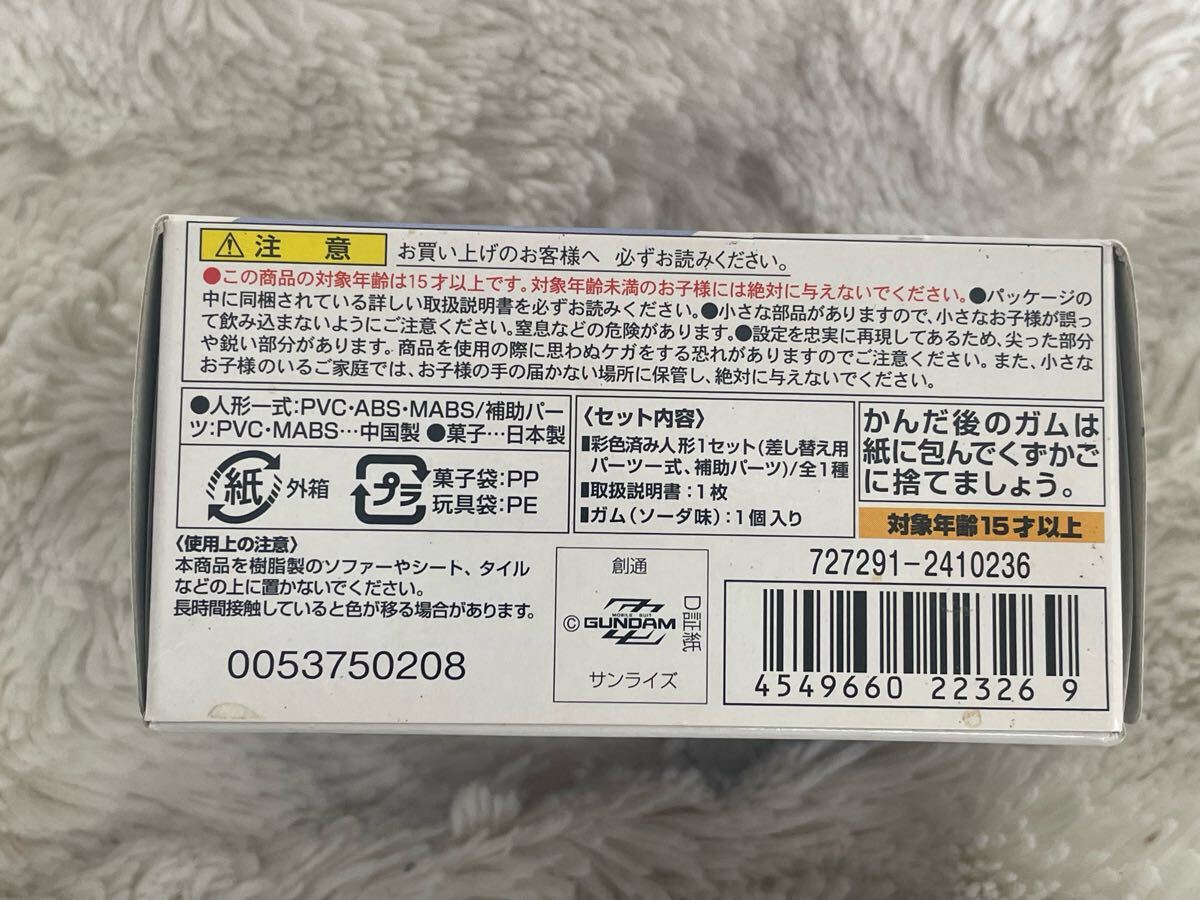 ⚠注 意 お買い上げのお客様へ 必ずお読みください。
●この商品の対象年齢は15才以上です。対象年齢未満のお子様には絶対に与えないでください。●パッケージの
中に同梱されている詳しい取扱説明書を必ずお読みください。●小さな部品がありますので、小さなお子様が誤っ
て飲み込まないようにご注意ください。窒息などの危険があります。●設定を忠実に再現してあるため、尖った部分
や鋭い部分があります。商品を使用の際に思わぬケガをする恐れがありますのでご注意ください。また、小さな
お子様のいるご家庭では、お子様の手の届かない場所に保管し、絶対に与えないでください。
●人形一式:PVC・ABS・MABS/補助パー
ツ:PVC・MABS…中国製 ●菓子…日本製
紙 外箱
プラ 菓子袋:PP
玩具袋:PE
〈セット内容〉
■彩色済み人形1セット(差し替え用
パーツ一式、補助パーツ)/全1種
■取扱説明書:1枚
■ガム(ソーダ味):1個入り
かんだ後のガムは
紙に包んでくずかご
に捨てましょう。
対象年齢15才以上
〈使用上の注意〉
本商品を樹脂製のソファーやシート、タイル
などの上に置かないでください。
長時間接触していると色が移る場合があります。
0053750208
創通
©MOBILE SUIT
GUNDAM
サンライズ
D証紙
727291-2410236
4549660 22326 9